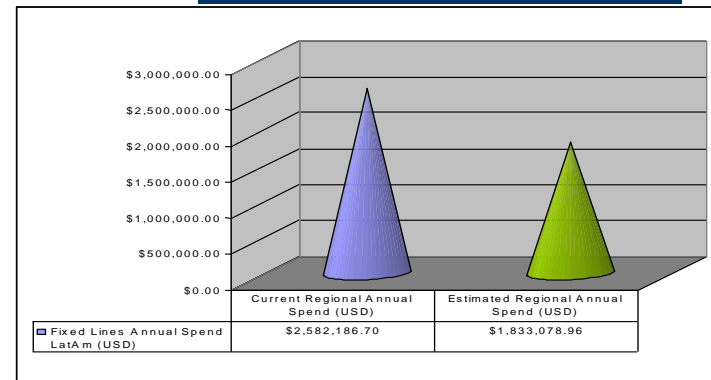 $3,000,000.00
$2,500,000.00
$2,000,000.00
$1,500,000.00
$1,000,000.00
$500,000.00
$0.00
Current Regional Annual
Spend (USD)
Estimated Regional Annual
Spend (USD)
Fixed Lines Annual Spend
LatAm (USD)
$2,582,186.70
$1,833,078.96